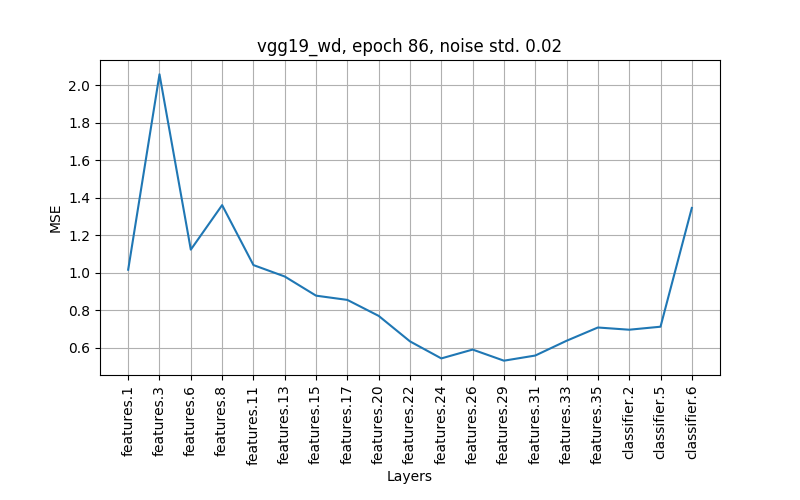 vgg19_wd, epoch 86, noise std. 0.02
MSE
2.0
1.8
1.6
1.4
1.2
1.0
0.8
0.6
features.1
features.3
features.6
features.8
features.11
features.13
features.15
features.17
features.20
features.22
features.24
features.26
features.29
features.31
features.33
features.35
classifier.2
classifier.5
classifier.6
Layers